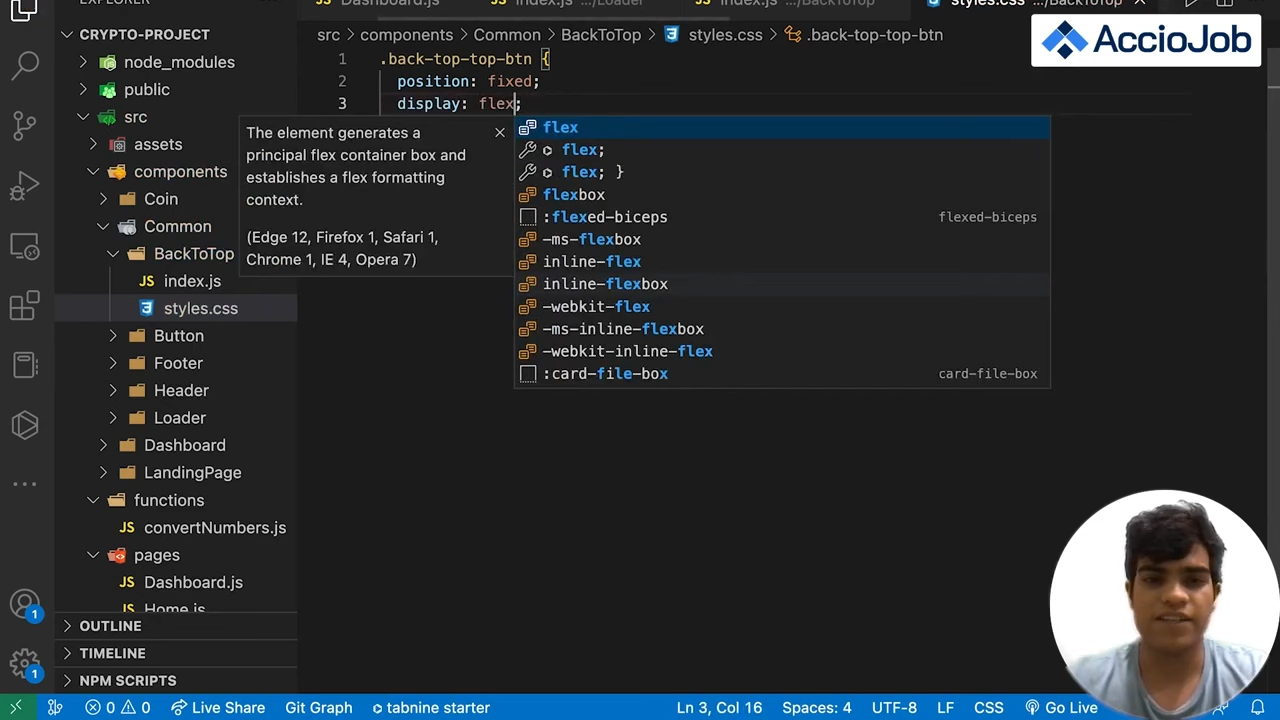 EXPLORER
Dashboard.js
index.js .../Loader
index.js .../BackToTop
styles.css .../BackToTop
AccioJob
CRYPTO-PROJECT
src > components > Common > BackToTop > styles.css > .back-top-top-btn
node_modules
public
src
assets
components
Coin
Common
BackToTop
index.js
styles.css
Button
Footer
Header
Loader
Dashboard
LandingPage
functions
convertNumbers.js
pages
Dashboard.js
Home.js
OUTLINE
TIMELINE
NPM SCRIPTS
1 .back-top-top-btn {
2 position: fixed;
3 display: flex;
The element generates a
principal flex container box and
establishes a flex formatting
context.
(Edge 12, Firefox 1, Safari 1,
Chrome 1, IE 4, Opera 7)
flex
flex;
flex; }
flexbox
:flexed-biceps flexed-biceps
-ms-flexbox
inline-flex
inline-flexbox
-webkit-flex
-ms-inline-flexbox
-webkit-inline-flex
:card-file-box card-file-box
1
1
0 0 Live Share Git Graph tabnine starter Ln 3, Col 16 Spaces: 4 UTF-8 LF CSS Go Live